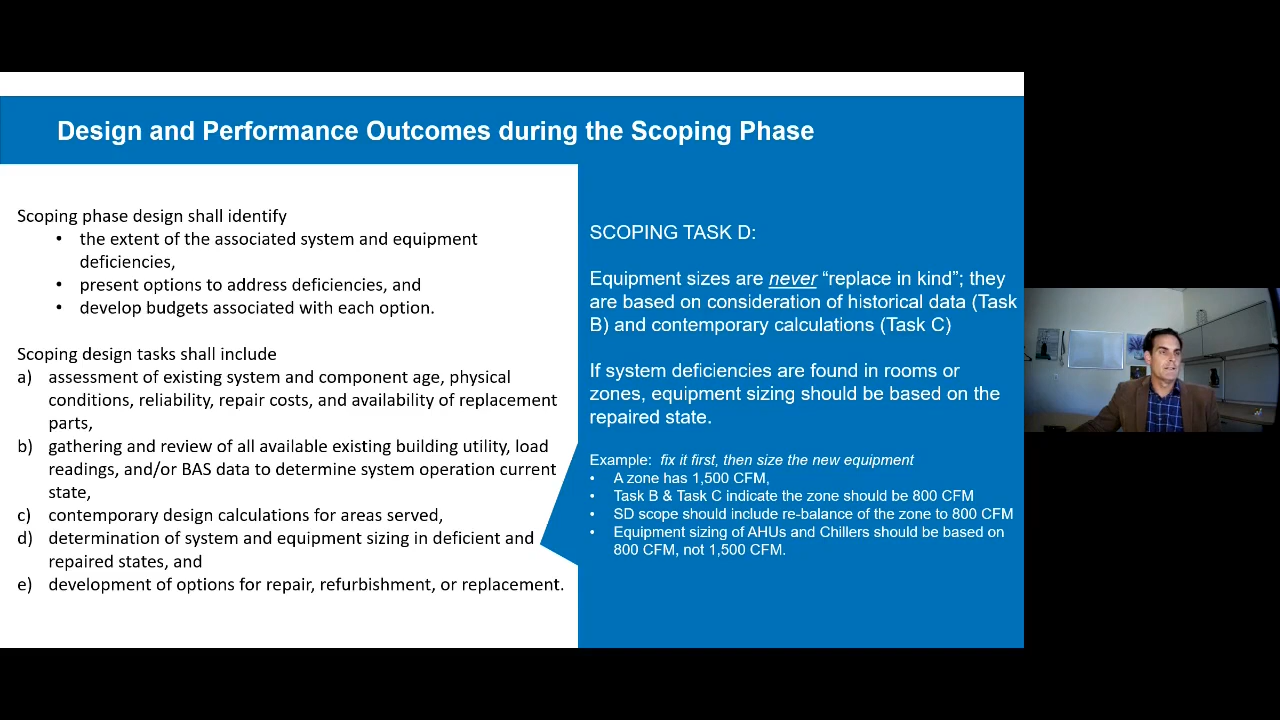 Design and Performance Outcomes during the Scoping Phase
Scoping phase design shall identify
• the extent of the associated system and equipment
deficiencies,
• present options to address deficiencies, and
• develop budgets associated with each option.
Scoping design tasks shall include
a) assessment of existing system and component age, physical
conditions, reliability, repair costs, and availability of replacement
parts,
b) gathering and review of all available existing building utility, load
readings, and/or BAS data to determine system operation current
state,
c) contemporary design calculations for areas served,
d) determination of system and equipment sizing in deficient and
repaired states, and
e) development of options for repair, refurbishment, or replacement.
SCOPING TASK D:
Equipment sizes are never “replace in kind”; they
are based on consideration of historical data (Task
B) and contemporary calculations (Task C)
If system deficiencies are found in rooms or
zones, equipment sizing should be based on the
repaired state.
Example: fix it first, then size the new equipment
• A zone has 1,500 CFM,
• Task B & Task C indicate the zone should be 800 CFM
• SD scope should include re-balance of the zone to 800 CFM
• Equipment sizing of AHUs and Chillers should be based on
800 CFM, not 1,500 CFM.